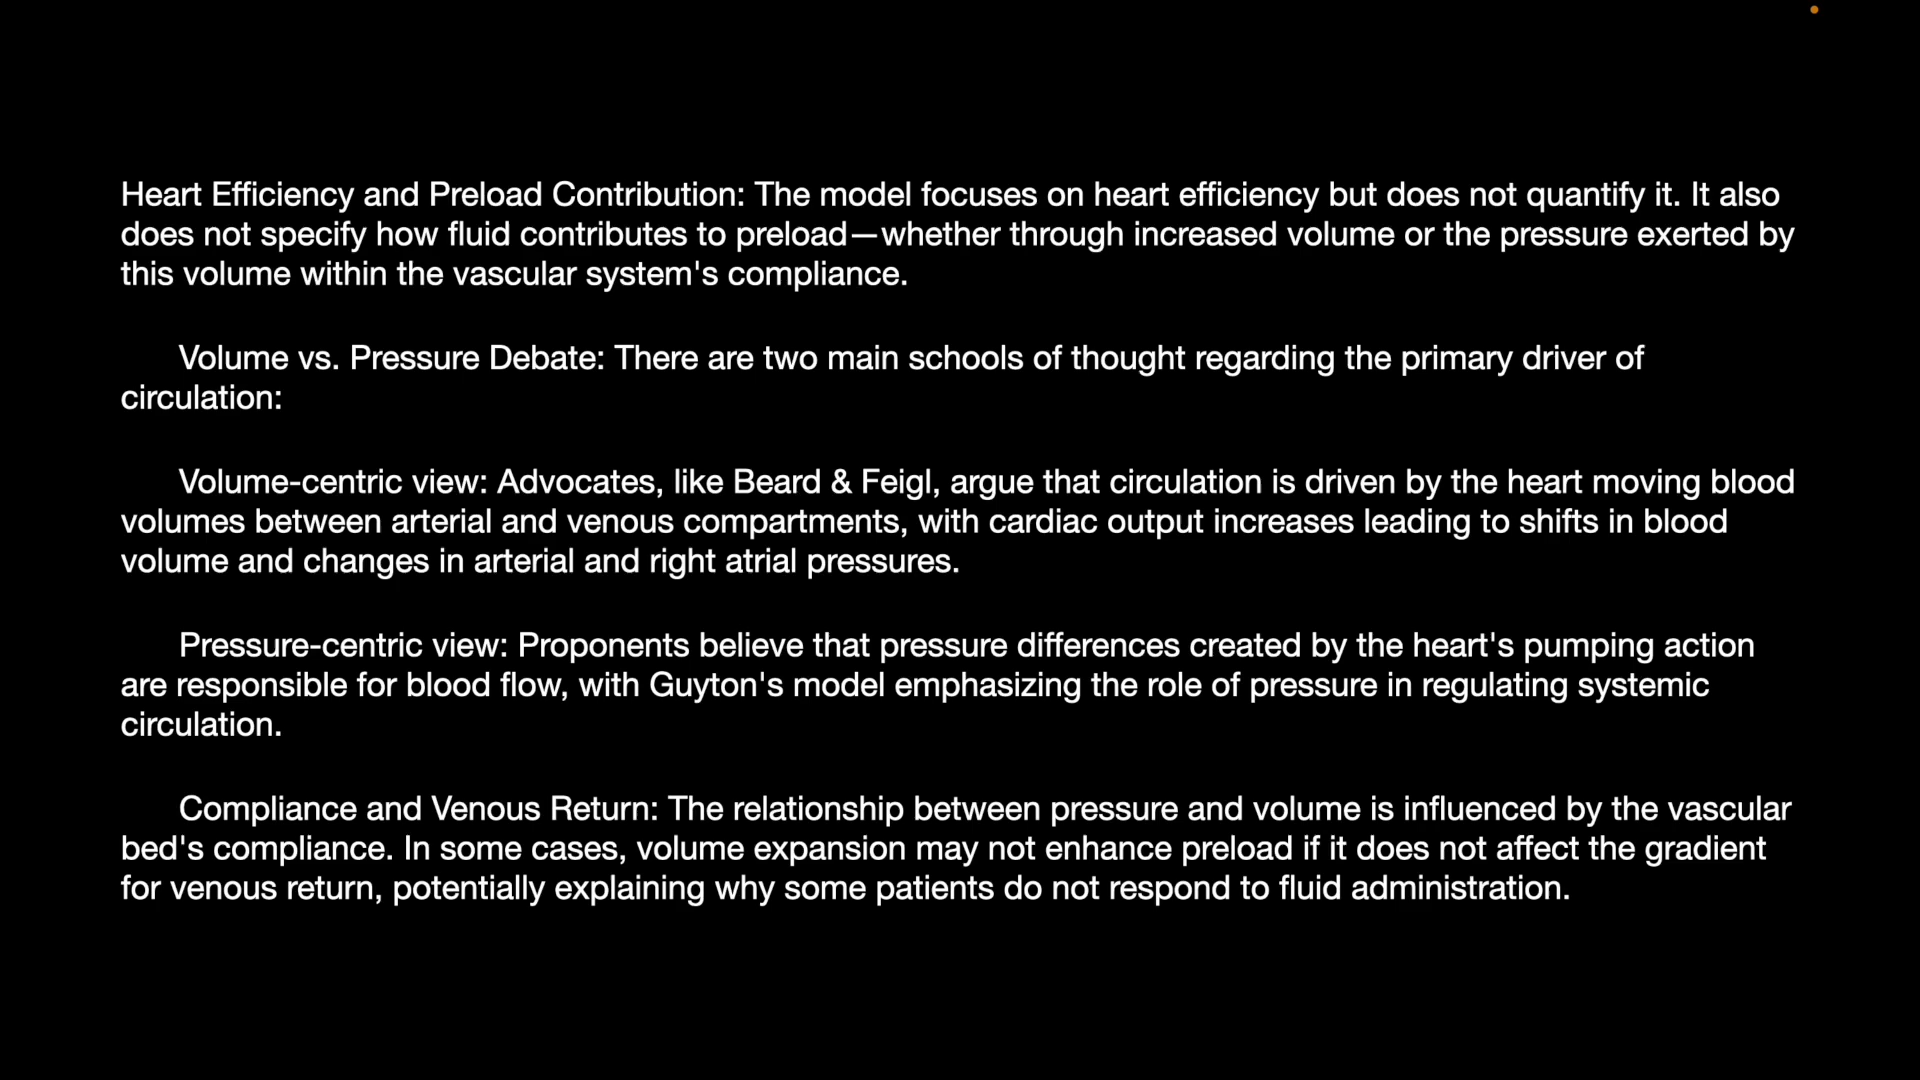 Heart Efficiency and Preload Contribution: The model focuses on heart efficiency but does not quantify it. It also
does not specify how fluid contributes to preload—whether through increased volume or the pressure exerted by
this volume within the vascular system's compliance.
Volume vs. Pressure Debate: There are two main schools of thought regarding the primary driver of
circulation:
Volume-centric view: Advocates, like Beard & Feigl, argue that circulation is driven by the heart moving blood
volumes between arterial and venous compartments, with cardiac output increases leading to shifts in blood
volume and changes in arterial and right atrial pressures.
Pressure-centric view: Proponents believe that pressure differences created by the heart's pumping action
are responsible for blood flow, with Guyton's model emphasizing the role of pressure in regulating systemic
circulation.
Compliance and Venous Return: The relationship between pressure and volume is influenced by the vascular
bed's compliance. In some cases, volume expansion may not enhance preload if it does not affect the gradient
for venous return, potentially explaining why some patients do not respond to fluid administration.